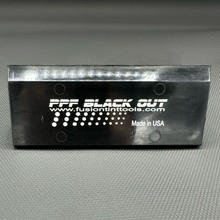 PPF BLACK OUT
www.fusiontinttools.com
Made in USA